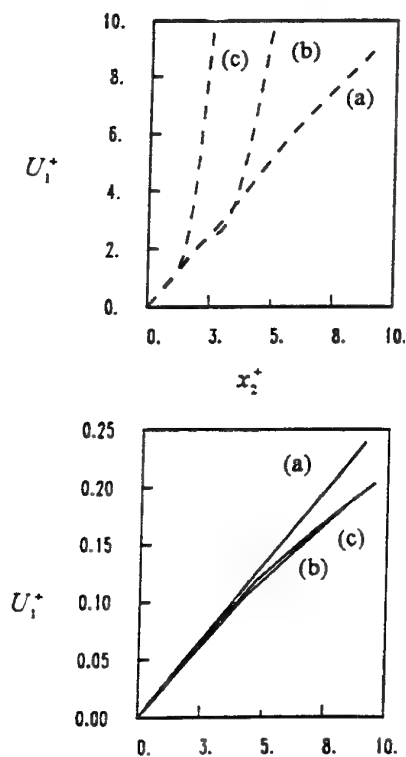 10.
(c)
(b)
8.
(a)
6.
U₁⁺
4.
2.
0.
0. 3. 5. 8. 10.
x₂⁺
0.25
(a)
0.20
0.15
(c)
(b)
U₁⁺
0.10
0.05
0.00
0. 3. 5. 8. 10.